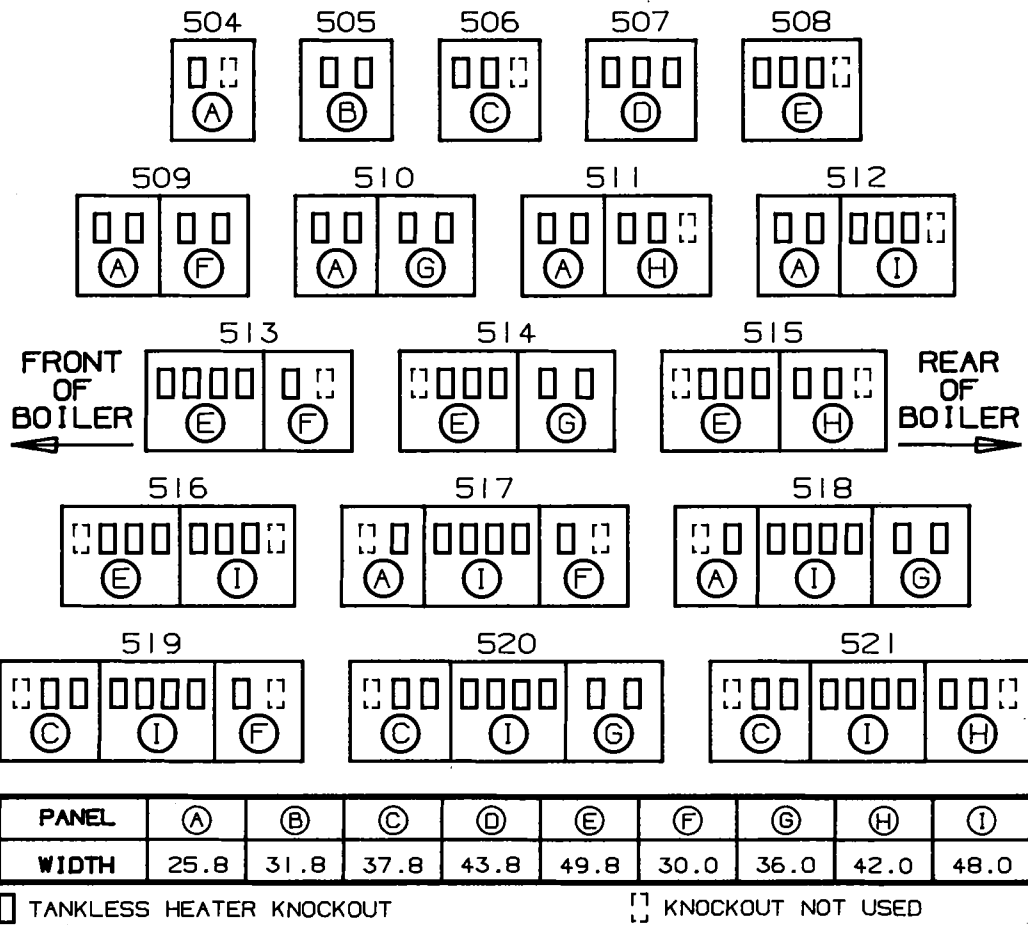 504 505 506 507 508
A B C D E
509 510 511 512
A F A G A H A I
513 514 515
FRONT OF BOILER
E F E G E H
REAR OF BOILER
516 517 518
E I A I F A I G
519 520 521
C I F C I G C I H
PANEL A B C D E F G H I
WIDTH 25.8 31.8 37.8 43.8 49.8 30.0 36.0 42.0 48.0
TANKLESS HEATER KNOCKOUT KNOCKOUT NOT USED